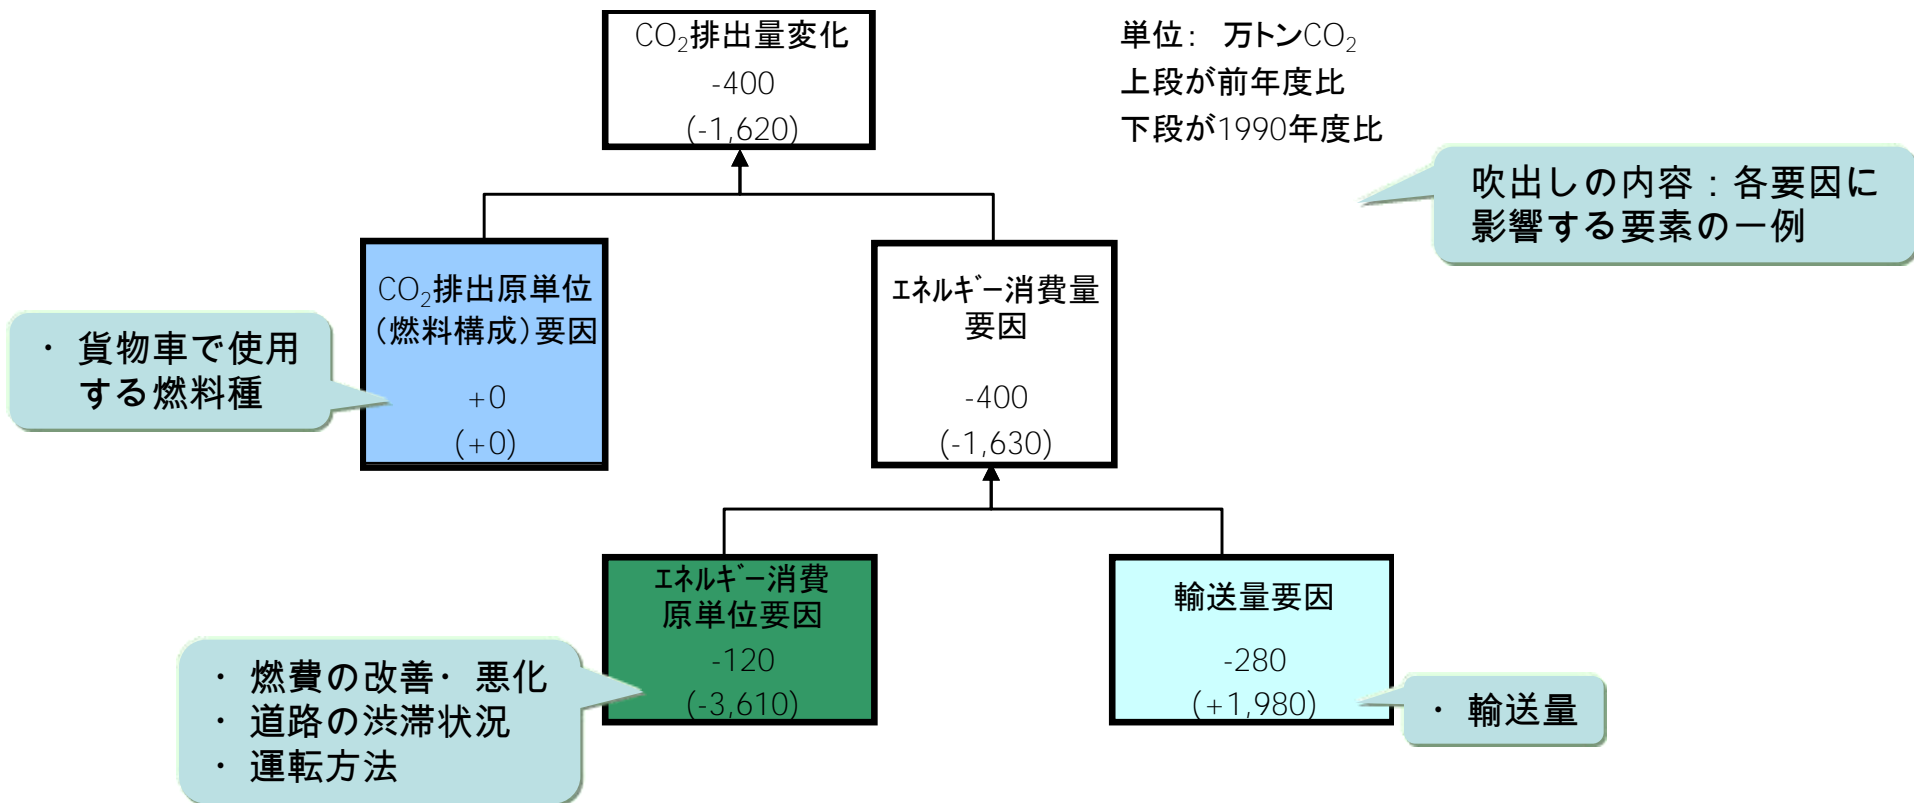 CO₂排出量変化
-400
(-1,620)
単位： 万トンCO₂
上段が前年度比
下段が1990年度比
吹出しの内容：各要因に
影響する要素の一例
CO₂排出原単位
（燃料構成）要因
+0
(+0)
エネルギー消費量
要因
-400
(-1,630)
・ 貨物車で使用
する燃料種
エネルギー消費
原単位要因
-120
(-3,610)
輸送量要因
-280
(+1,980)
・ 燃費の改善・ 悪化
・ 道路の渋滞状況
・ 運転方法
・ 輸送量